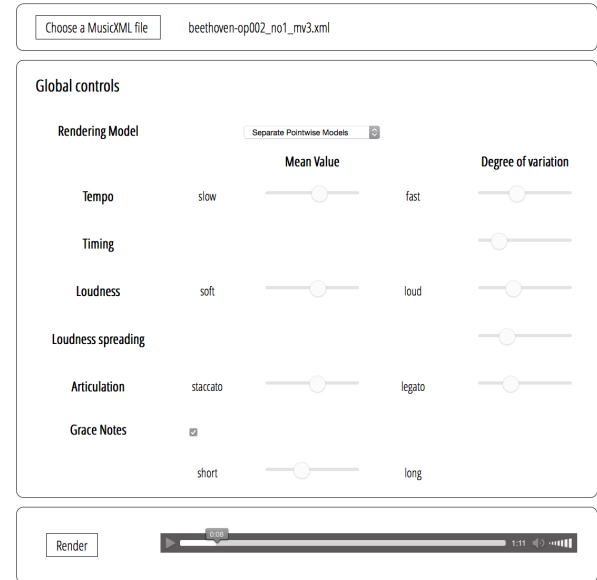 Choose a MusicXML file beethoven-op002_no1_mv3.xml
Global controls
Rendering Model Separate Pointwise Models
Mean Value Degree of variation
Tempo slow fast
Timing
Loudness soft loud
Loudness spreading
Articulation staccato legato
Grace Notes
short long
0:08
Render 1:11